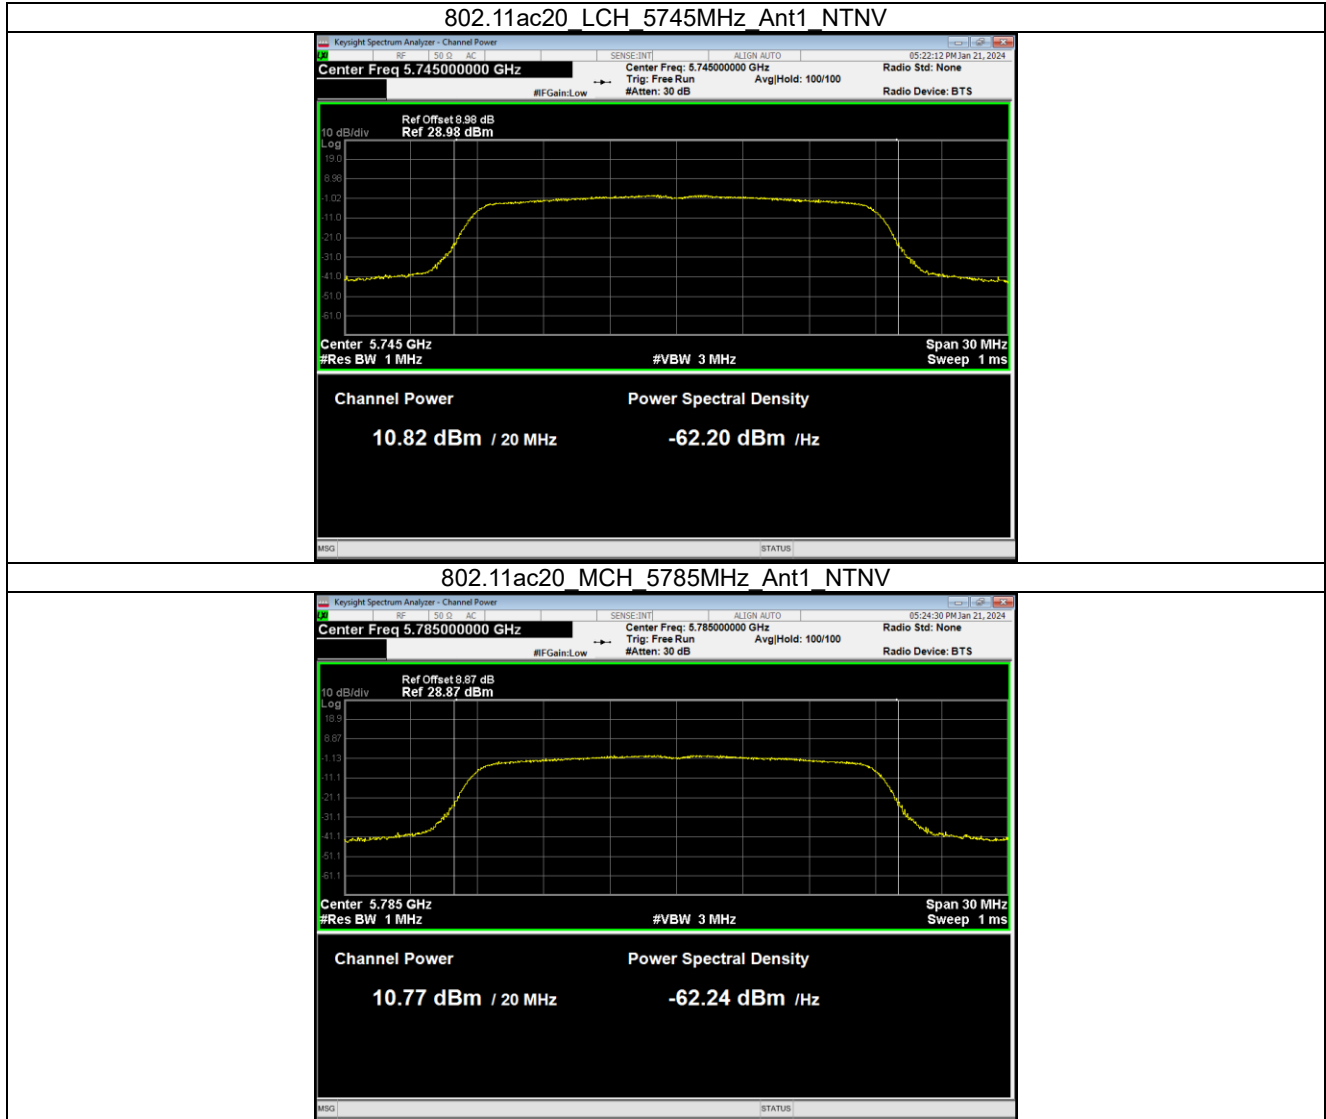 802.11ac20_LCH_5745MHz_Ant1_NTNV
Keysight Spectrum Analyzer - Channel Power
RF 50 Ω AC SENSE:INT ALIGN AUTO 05:22:12 PM Jan 21, 2024
Center Freq 5.745000000 GHz
Center Freq: 5.745000000 GHz Radio Std: None
Trig: Free Run Avg|Hold: 100/100
#IFGain:Low #Atten: 30 dB Radio Device: BTS
Ref Offset 8.98 dB
10 dB/div Ref 28.98 dBm
Log
19.0
8.98
-1.02
-11.0
-21.0
-31.0
-41.0
-51.0
-61.0
Center 5.745 GHz Span 30 MHz
#Res BW 1 MHz #VBW 3 MHz Sweep 1 ms
Channel Power Power Spectral Density
10.82 dBm / 20 MHz -62.20 dBm /Hz
MSG STATUS
802.11ac20_MCH_5785MHz_Ant1_NTNV
Keysight Spectrum Analyzer - Channel Power
RF 50 Ω AC SENSE:INT ALIGN AUTO 05:24:30 PM Jan 21, 2024
Center Freq 5.785000000 GHz
Center Freq: 5.785000000 GHz Radio Std: None
Trig: Free Run Avg|Hold: 100/100
#IFGain:Low #Atten: 30 dB Radio Device: BTS
Ref Offset 8.87 dB
10 dB/div Ref 28.87 dBm
Log
18.9
8.87
-1.13
-11.1
-21.1
-31.1
-41.1
-51.1
-61.1
Center 5.785 GHz Span 30 MHz
#Res BW 1 MHz #VBW 3 MHz Sweep 1 ms
Channel Power Power Spectral Density
10.77 dBm / 20 MHz -62.24 dBm /Hz
MSG STATUS